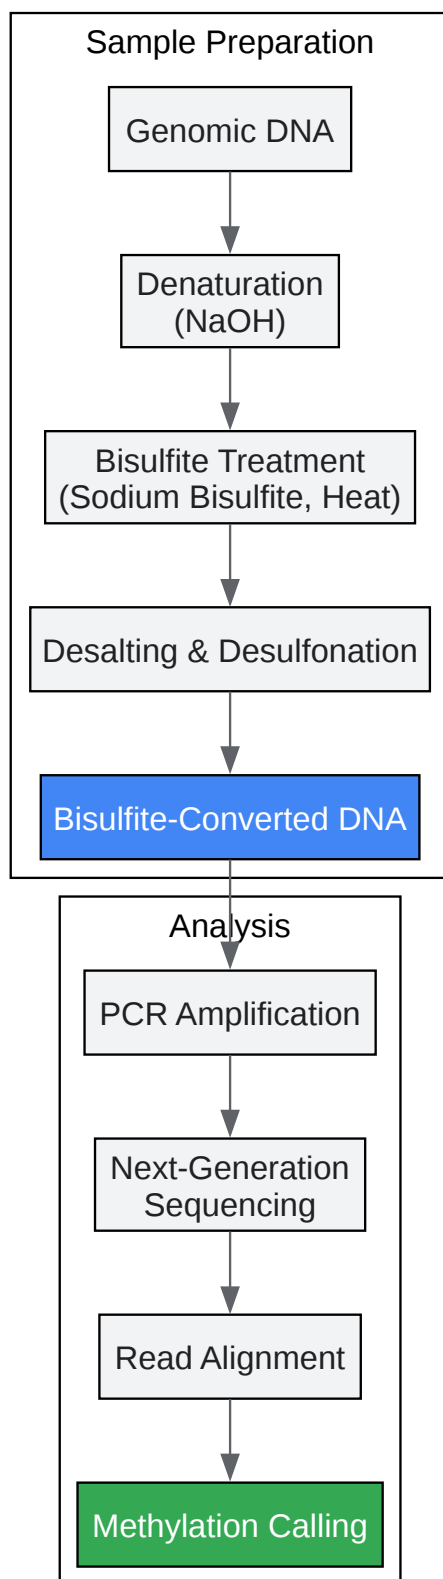 Sample Preparation
Genomic DNA
Denaturation
(NaOH)
Bisulfite Treatment
(Sodium Bisulfite, Heat)
Desalting & Desulfonation
Bisulfite-Converted DNA
Analysis
PCR Amplification
Next-Generation
Sequencing
Read Alignment
Methylation Calling